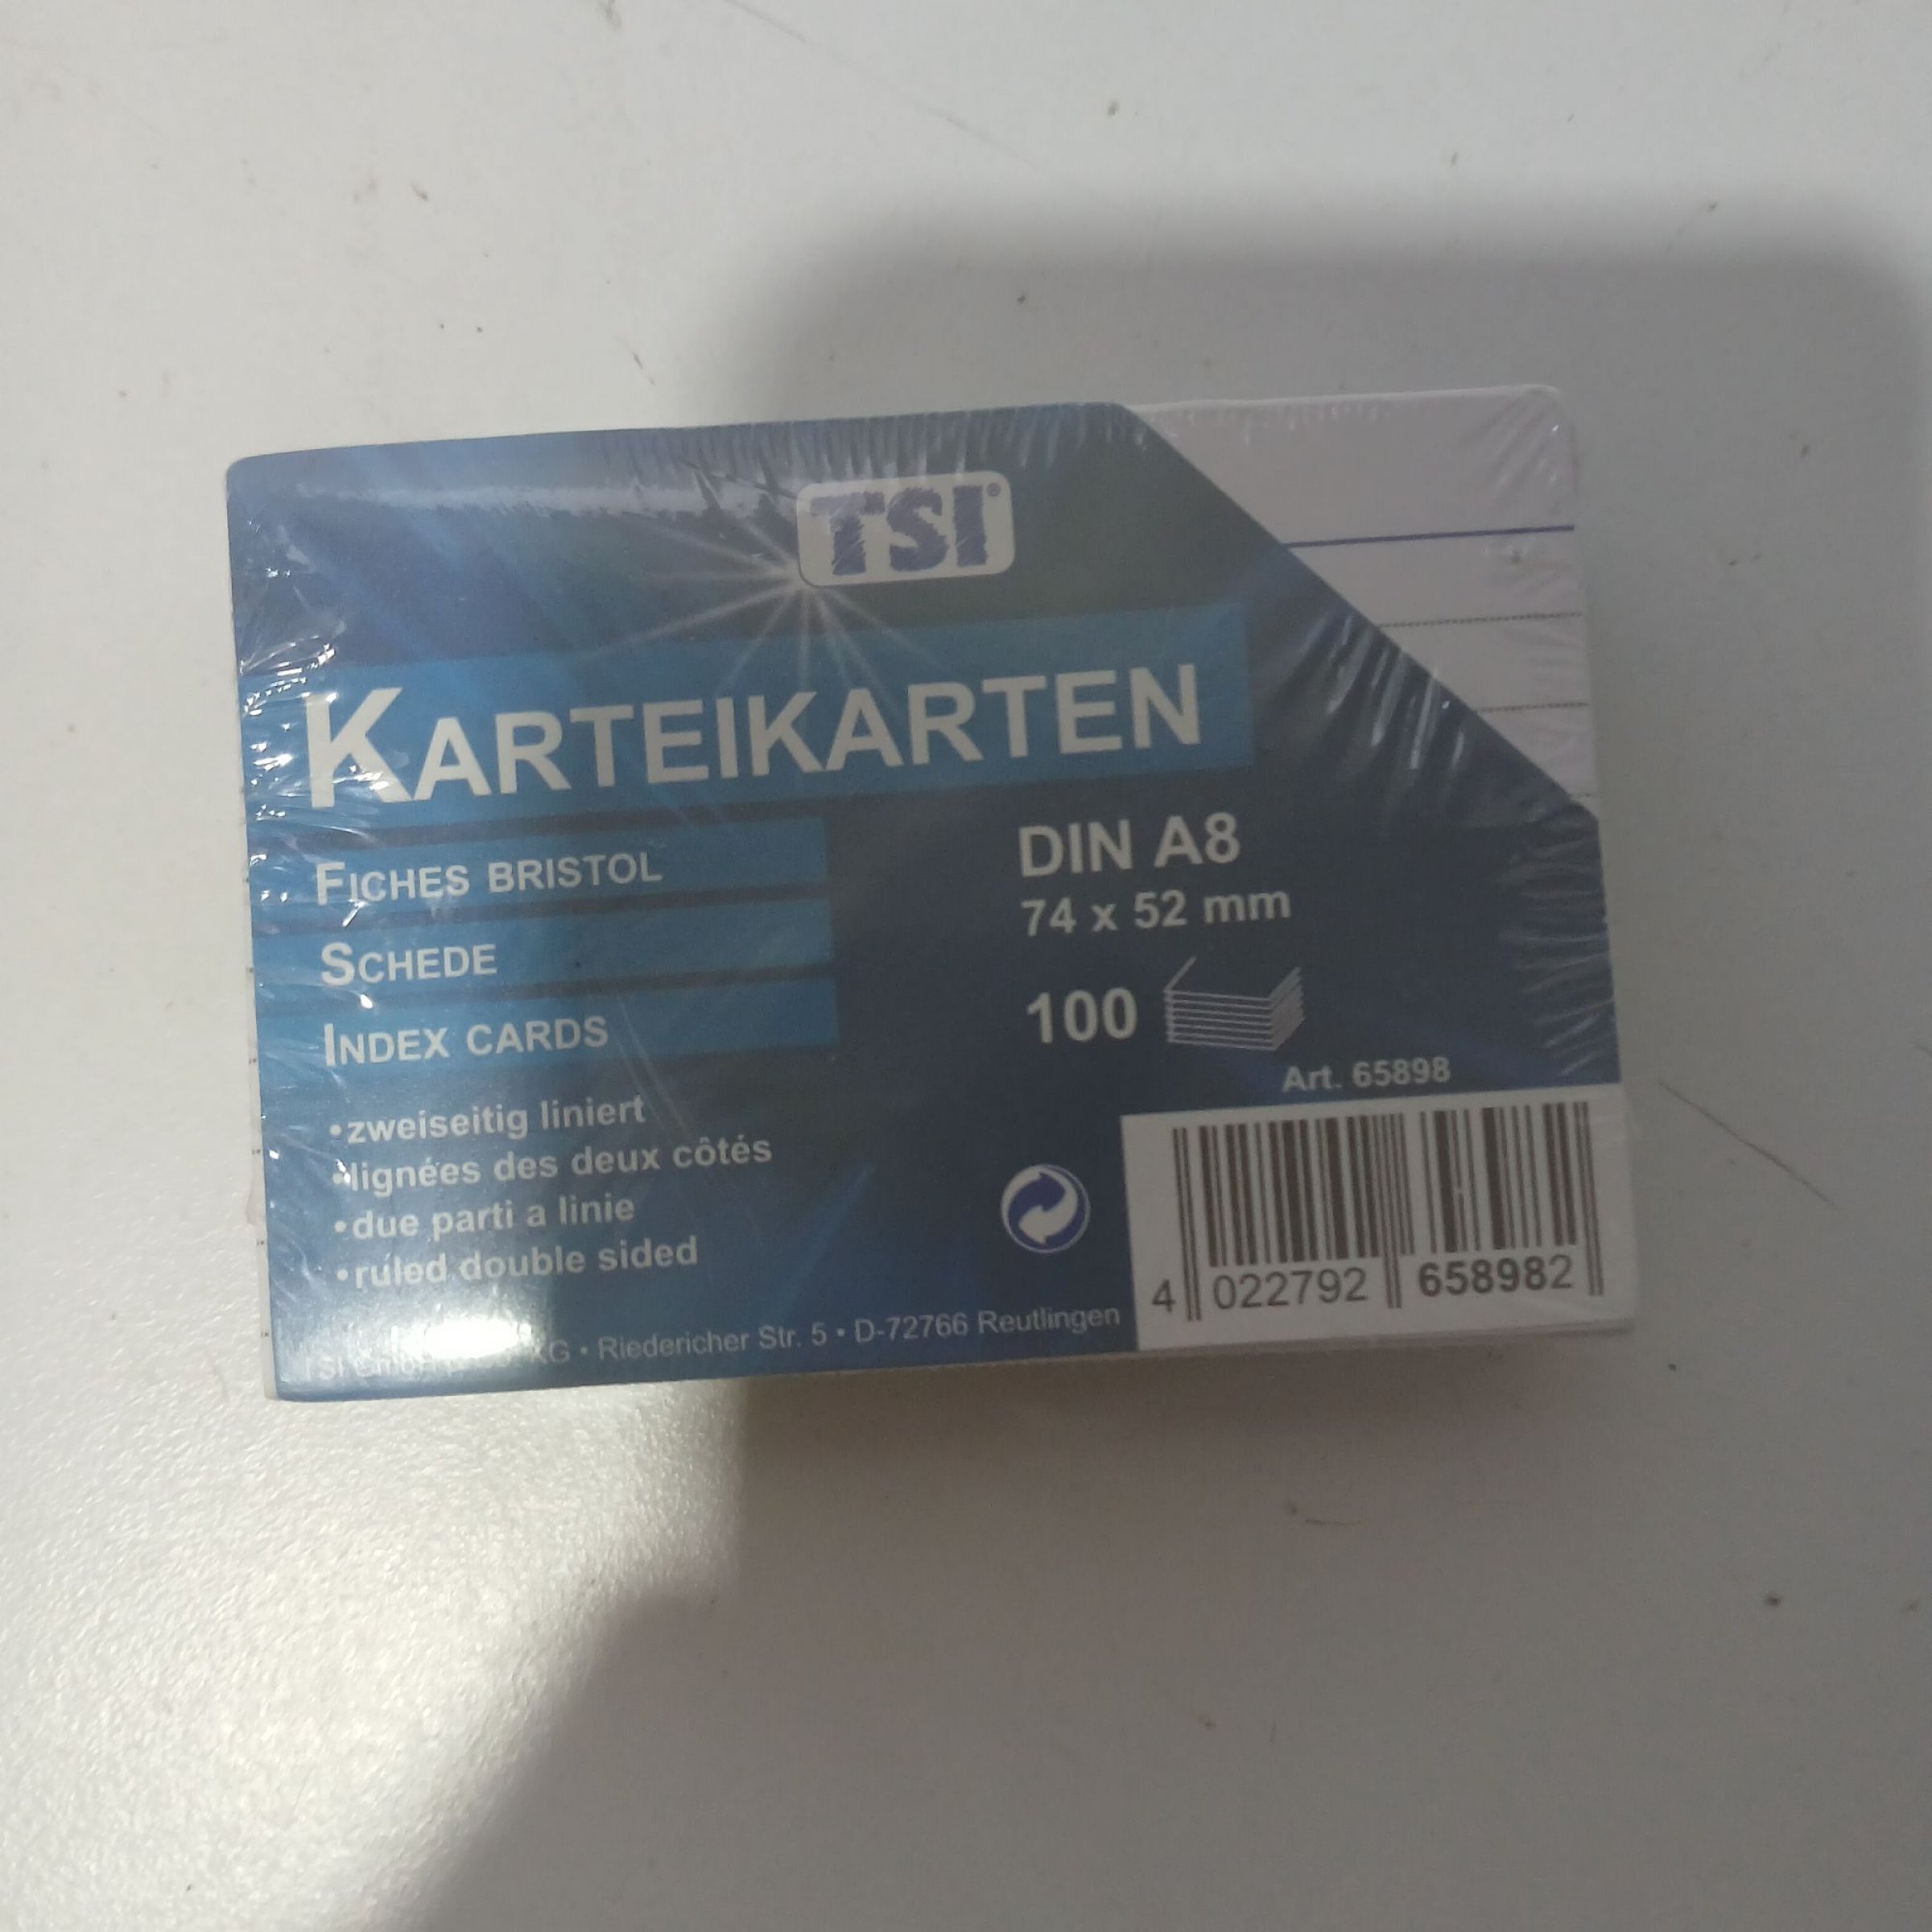 TSI®
KARTEIKARTEN
FICHES BRISTOL
SCHEDE
INDEX CARDS
DIN A8
74 x 52 mm
100
Art. 65898
•zweiseitig liniert
•lignées des deux côtés
•due parti a linie
•ruled double sided
TSI KG • Riedericher Str. 5 • D-72766 Reutlingen
4 022792 658982